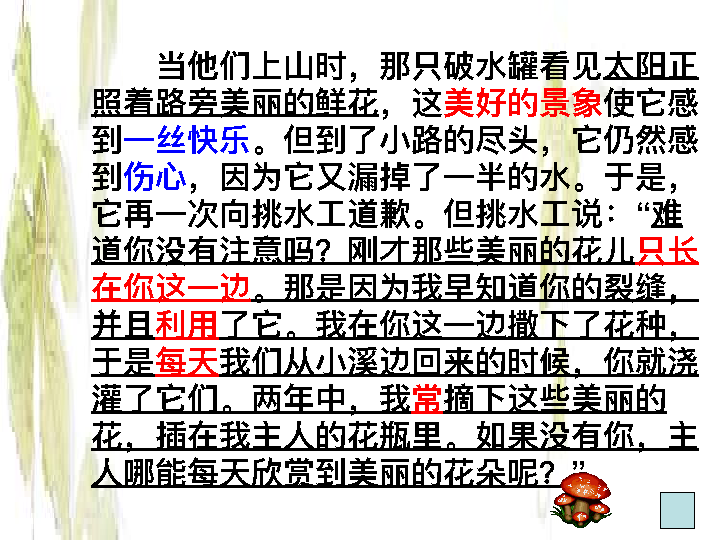 当他们上山时，那只破水罐看见太阳正
照着路旁美丽的鲜花，这美好的景象使它感
到一丝快乐。但到了小路的尽头，它仍然感
到伤心，因为它又漏掉了一半的水。于是，
它再一次向挑水工道歉。但挑水工说：“难
道你没有注意吗？刚才那些美丽的花儿只长
在你这一边。那是因为我早知道你的裂缝，
并且利用了它。我在你这一边撒下了花种，
于是每天我们从小溪边回来的时候，你就浇
灌了它们。两年中，我常摘下这些美丽的
花，插在我主人的花瓶里。如果没有你，主
人哪能每天欣赏到美丽的花朵呢？”